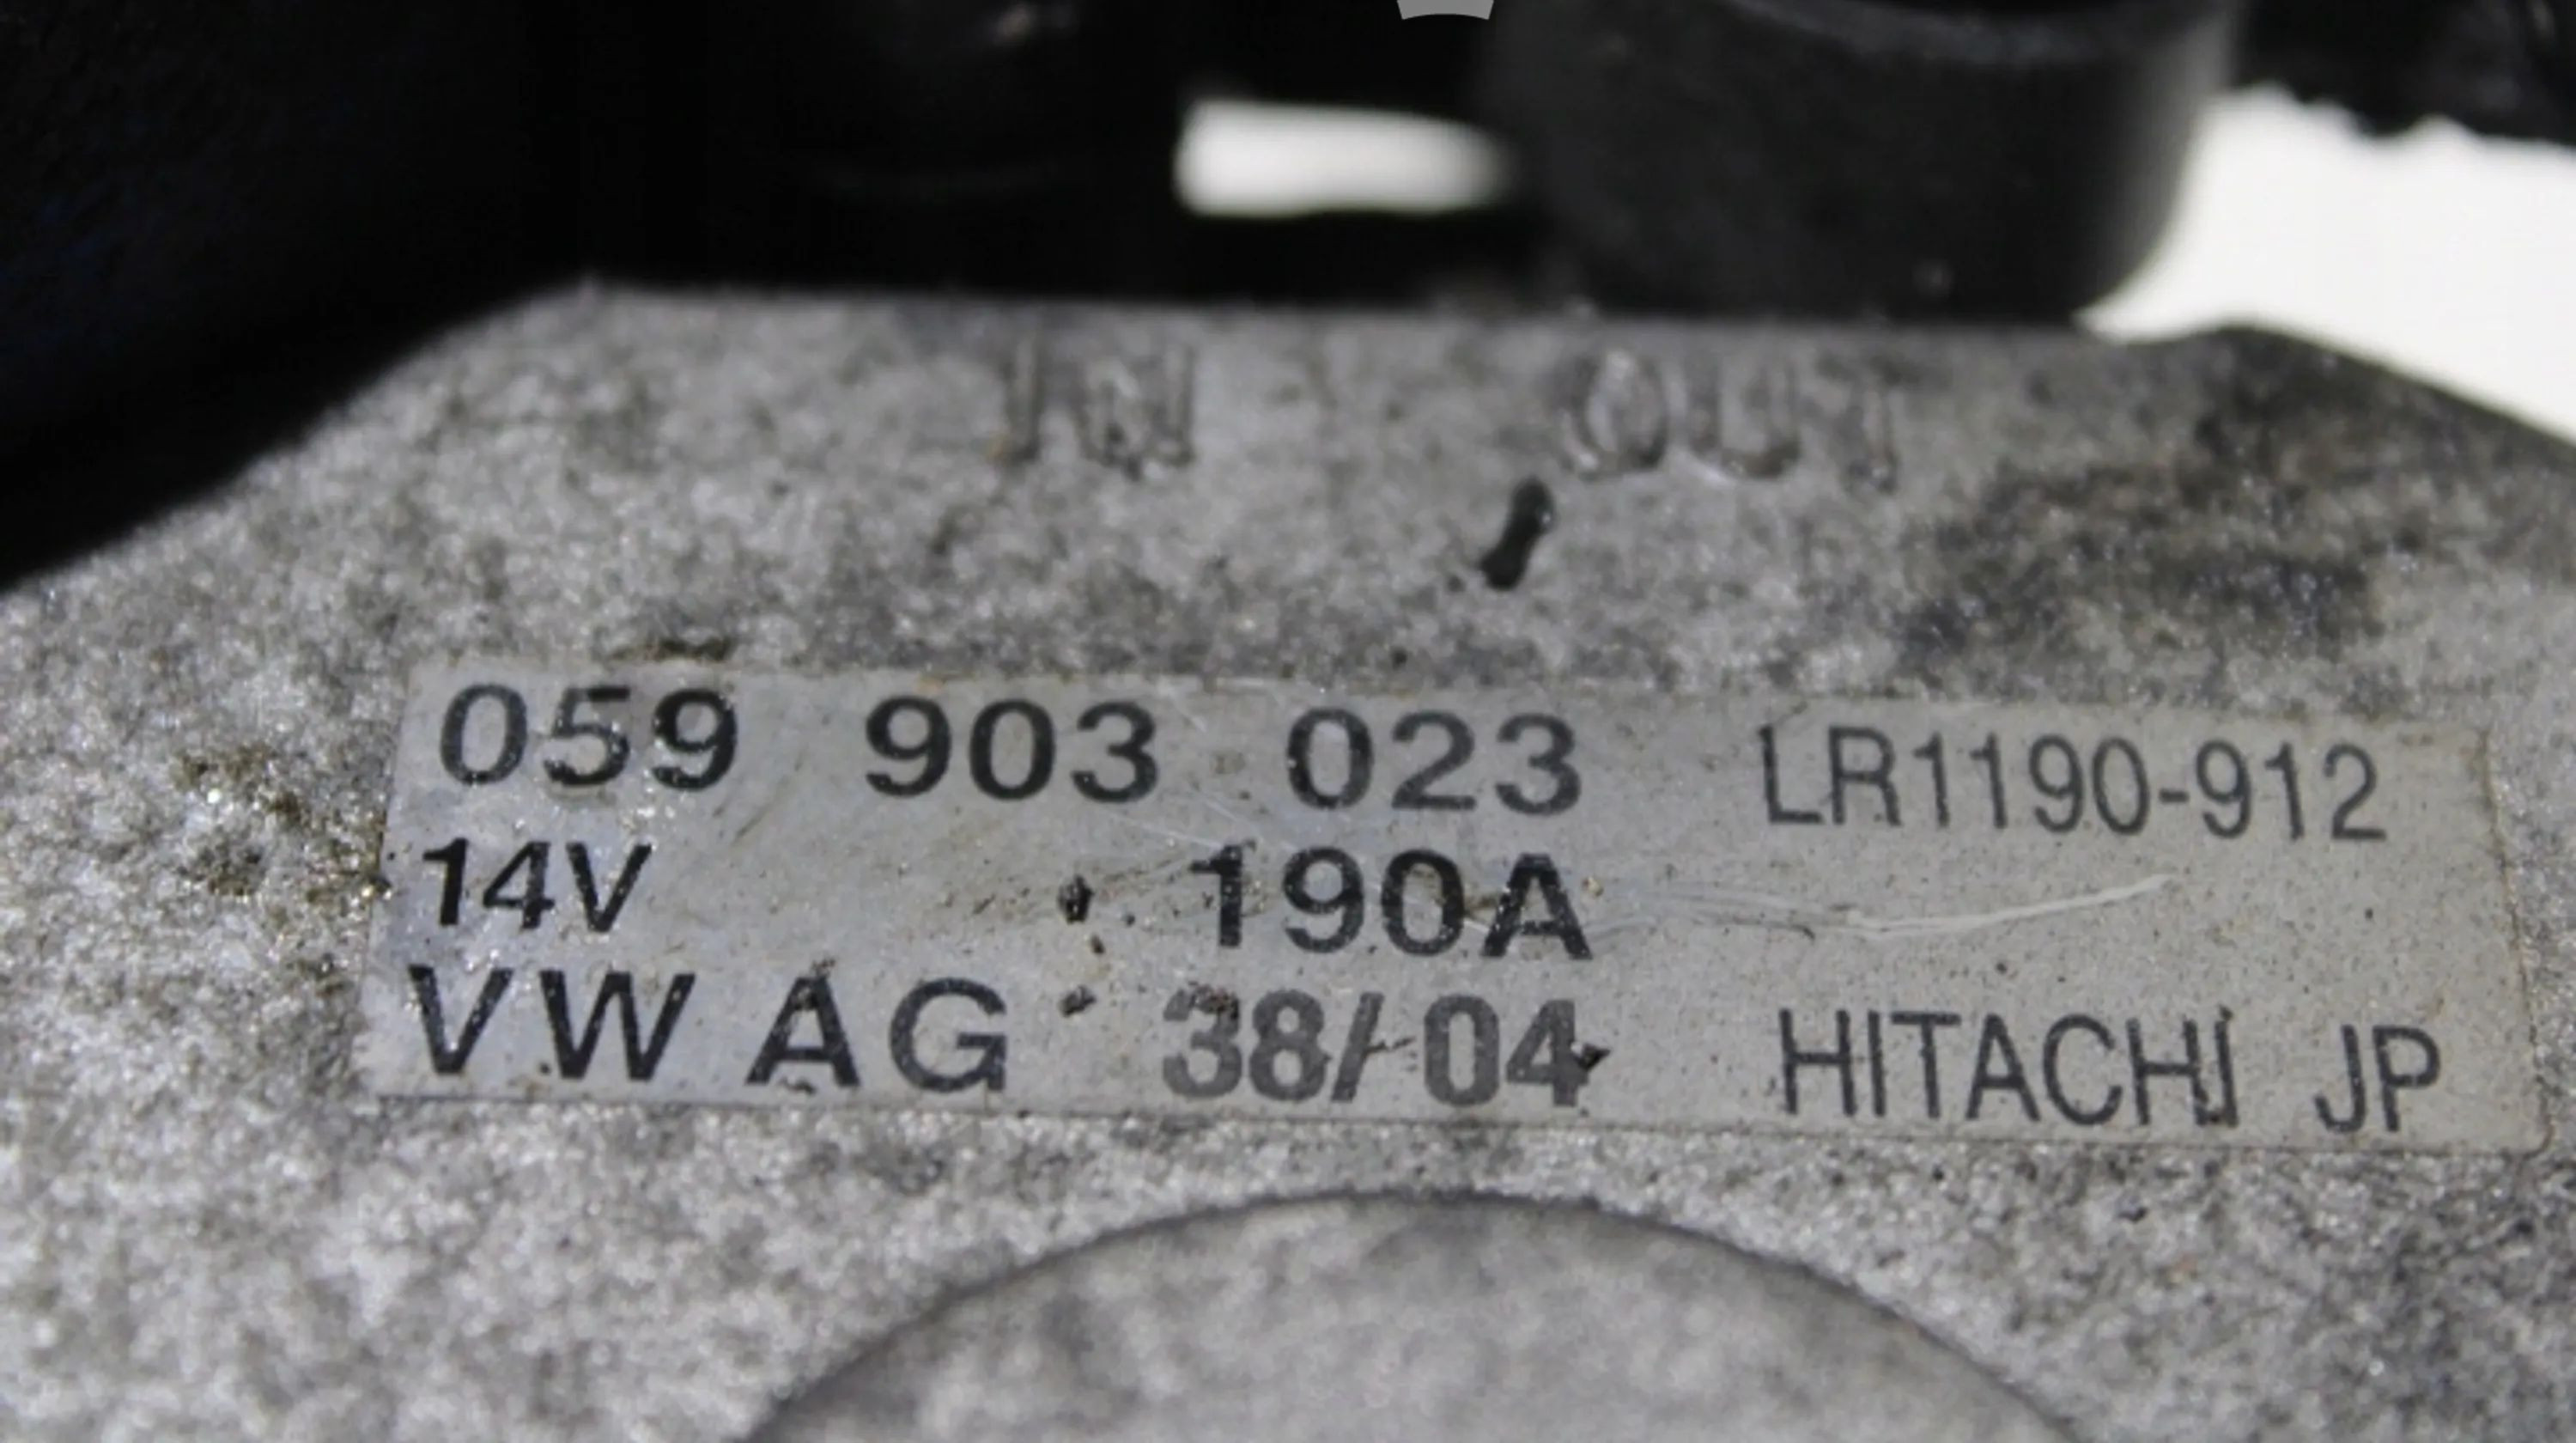 IN OUT
059 903 023 LR1190-912
14V 190A
VW AG 38/04 HITACHI JP